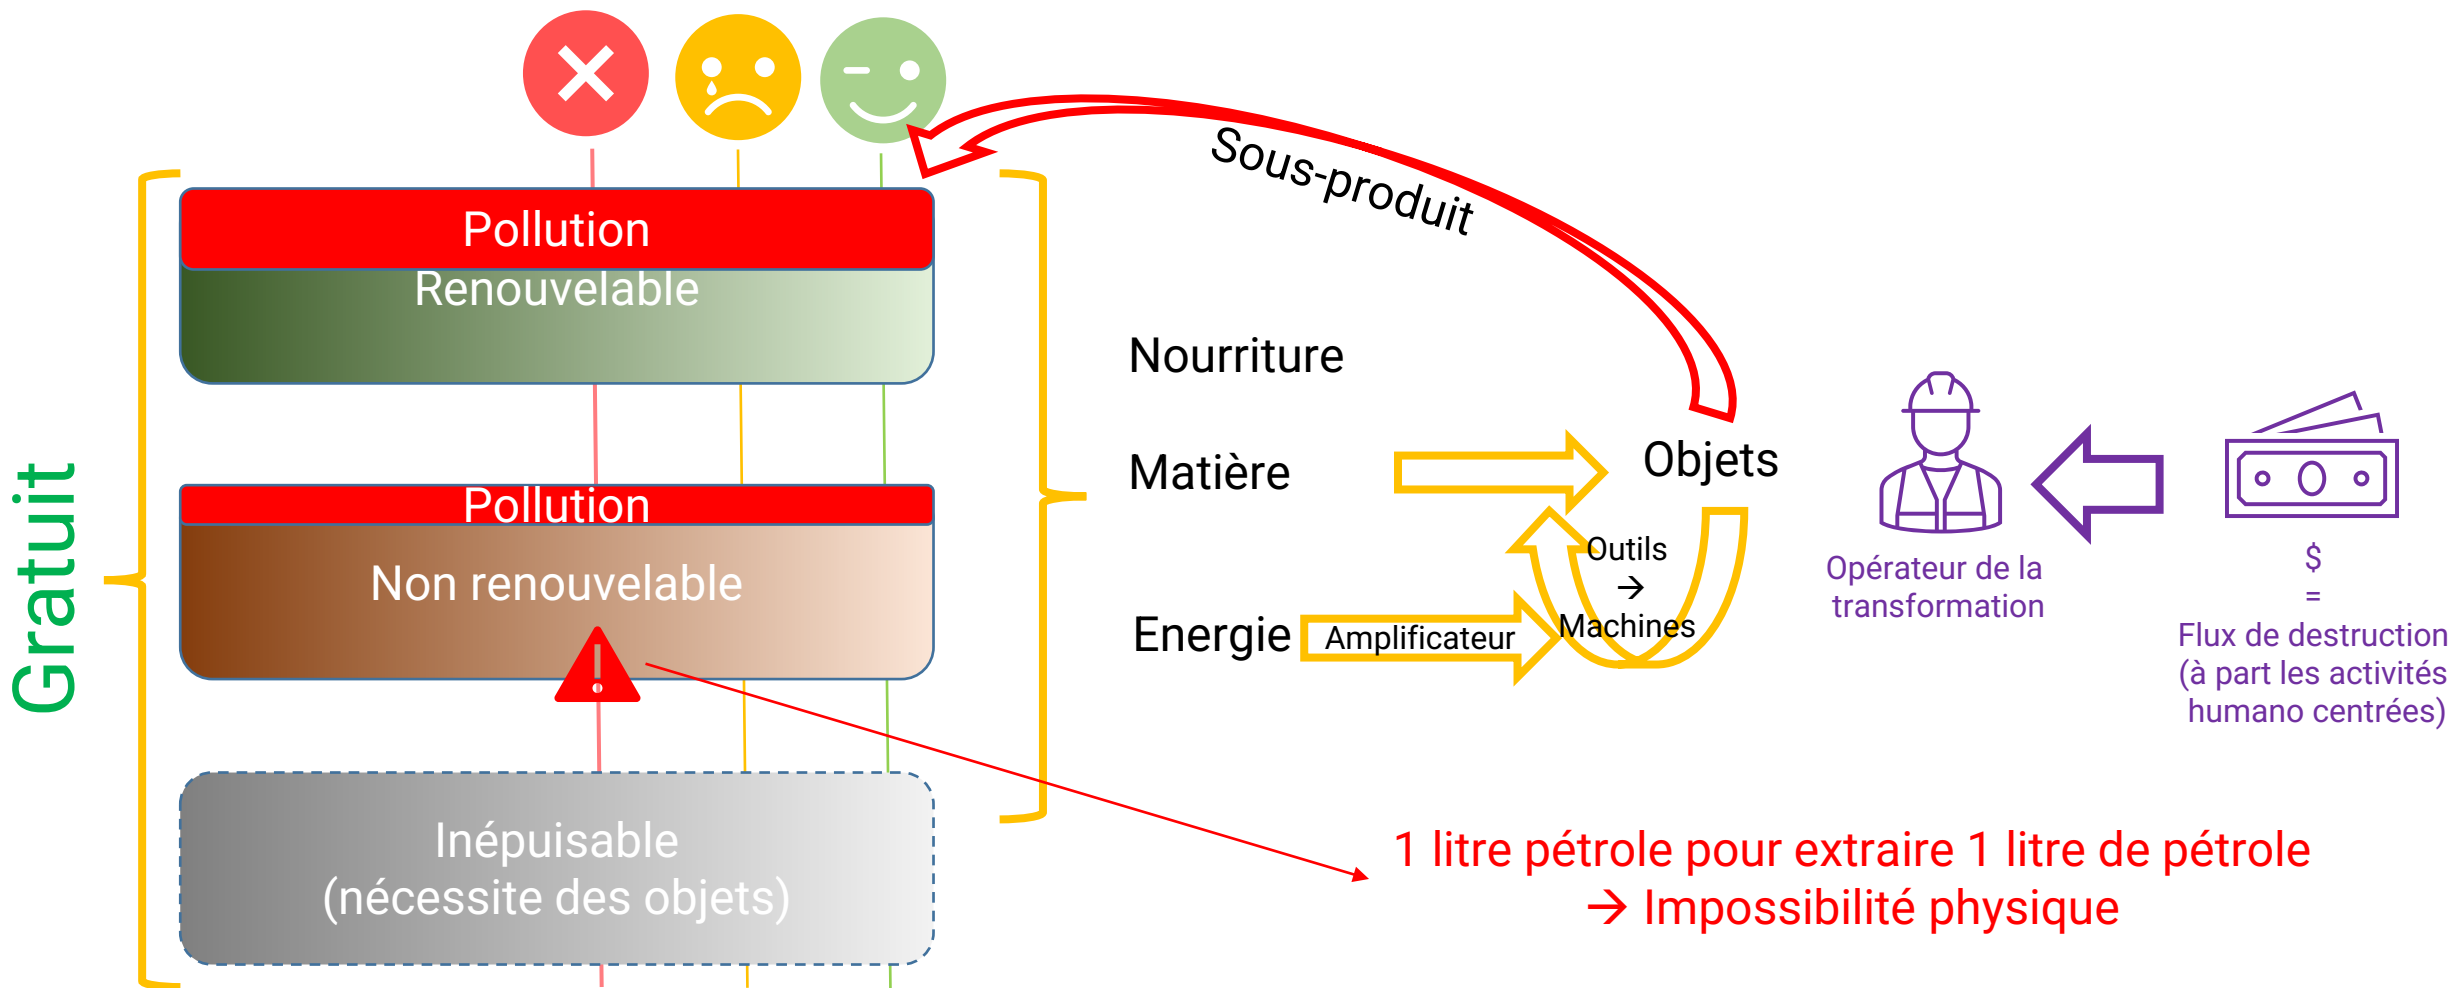 Gratuit
Pollution
Renouvelable
Pollution
Non renouvelable
Inépuisable
(nécessite des objets)
Sous-produit
Nourriture
Matière
Objets
Outils
→
Machines
Energie
Amplificateur
Opérateur de la
transformation
$
=
Flux de destruction
(à part les activités
humano centrées)
1 litre pétrole pour extraire 1 litre de pétrole
→ Impossibilité physique